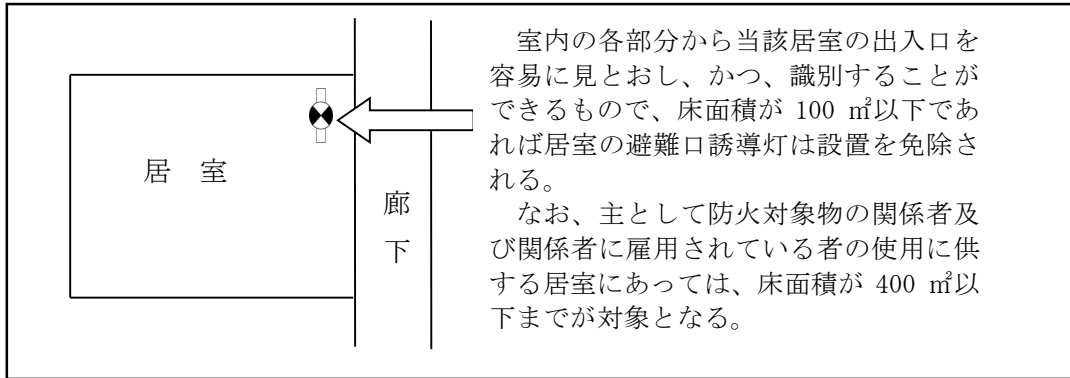 居 室
廊
下
　室内の各部分から当該居室の出入口を
容易に見とおし、かつ、識別することが
できるもので、床面積が 100 ㎡以下であ
れば居室の避難口誘導灯は設置を免除さ
れる。
　なお、主として防火対象物の関係者及
び関係者に雇用されている者の使用に供
する居室にあっては、床面積が 400 ㎡以
下までが対象となる。